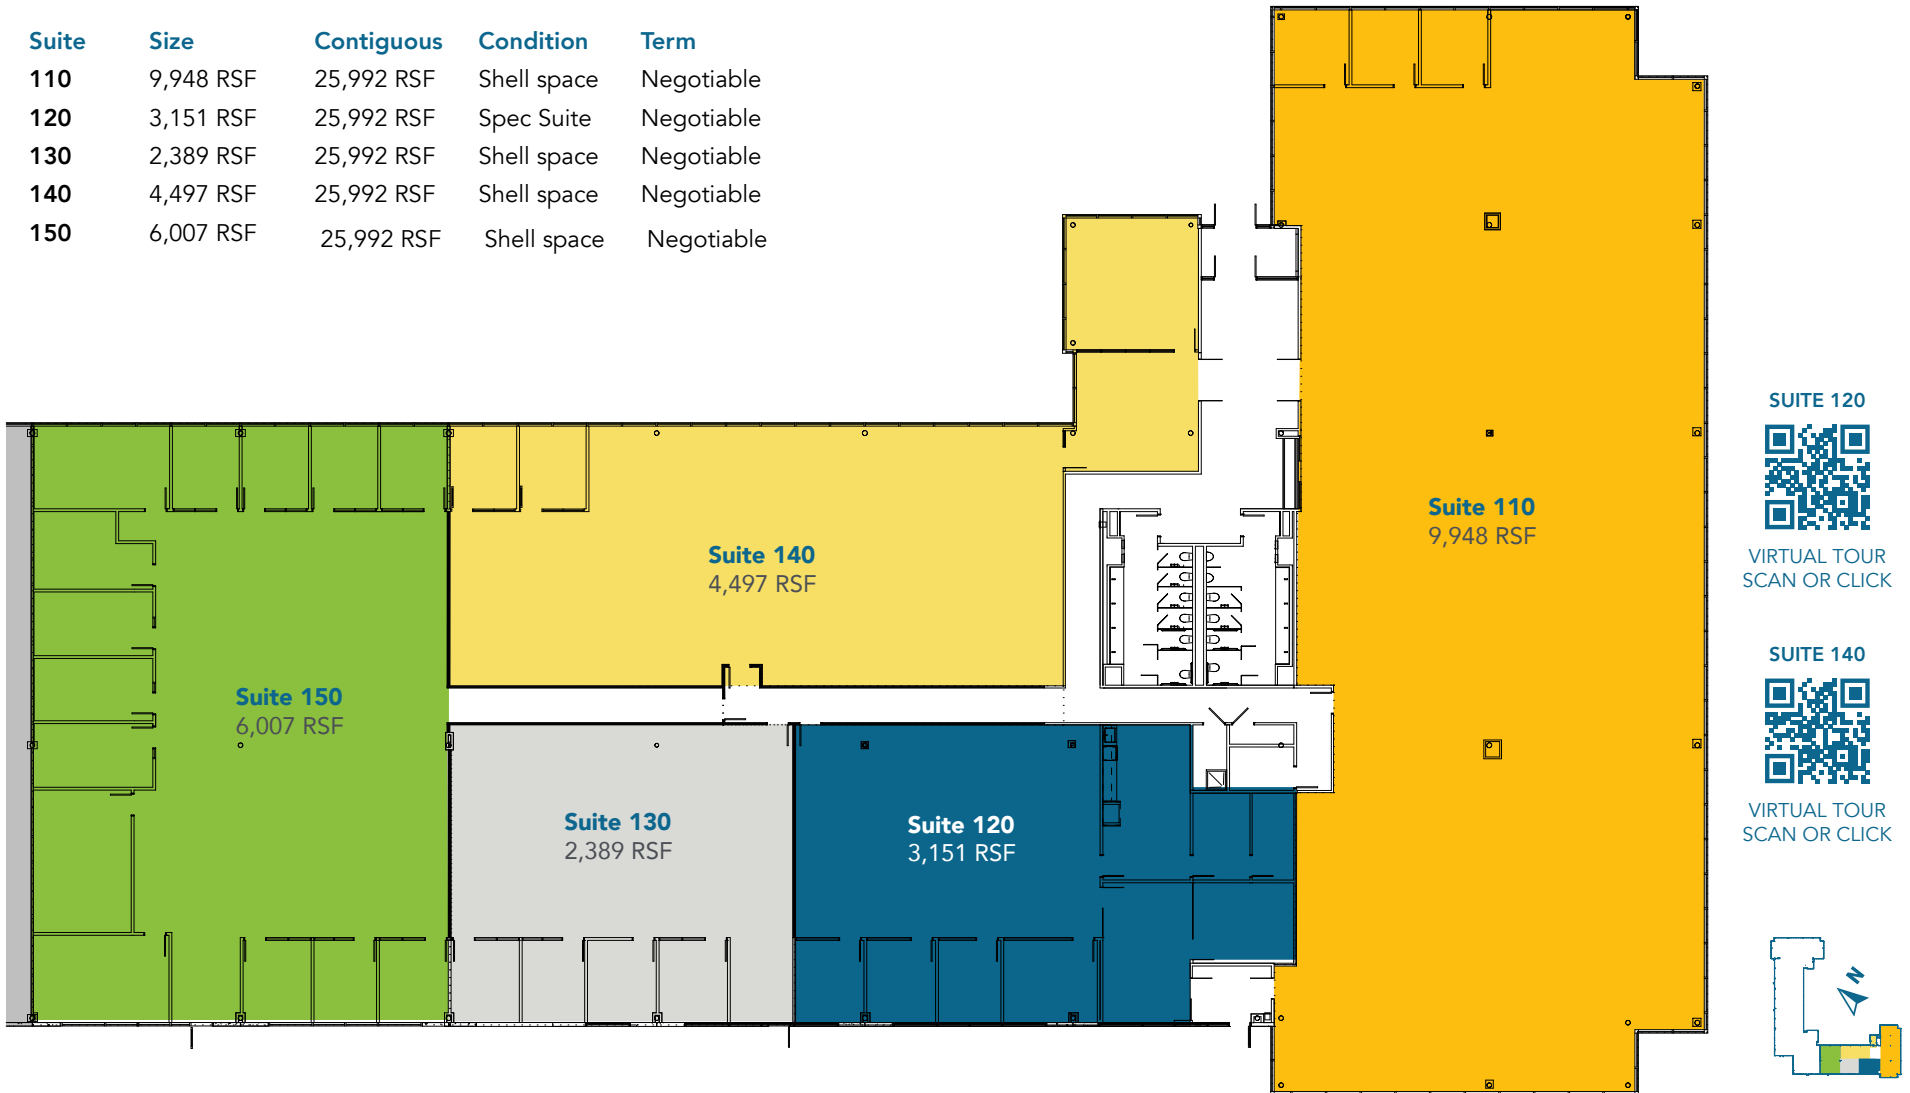 Suite Size Contiguous Condition Term
110 9,948 RSF 25,992 RSF Shell space Negotiable
120 3,151 RSF 25,992 RSF Spec Suite Negotiable
130 2,389 RSF 25,992 RSF Shell space Negotiable
140 4,497 RSF 25,992 RSF Shell space Negotiable
150 6,007 RSF 25,992 RSF Shell space Negotiable
Suite 110
9,948 RSF
Suite 140
4,497 RSF
Suite 150
6,007 RSF
Suite 130
2,389 RSF
Suite 120
3,151 RSF
SUITE 120
VIRTUAL TOUR
SCAN OR CLICK
SUITE 140
VIRTUAL TOUR
SCAN OR CLICK
N